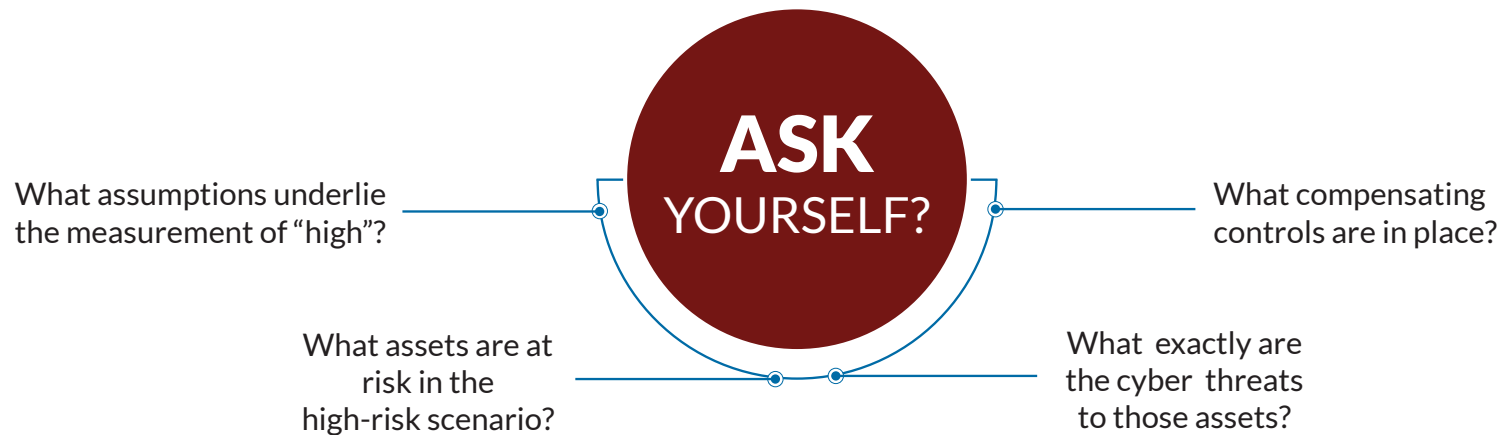 ASK
YOURSELF?
What assumptions underlie
the measurement of “high”?
What assets are at
risk in the
high-risk scenario?
What exactly are
the cyber threats
to those assets?
What compensating
controls are in place?